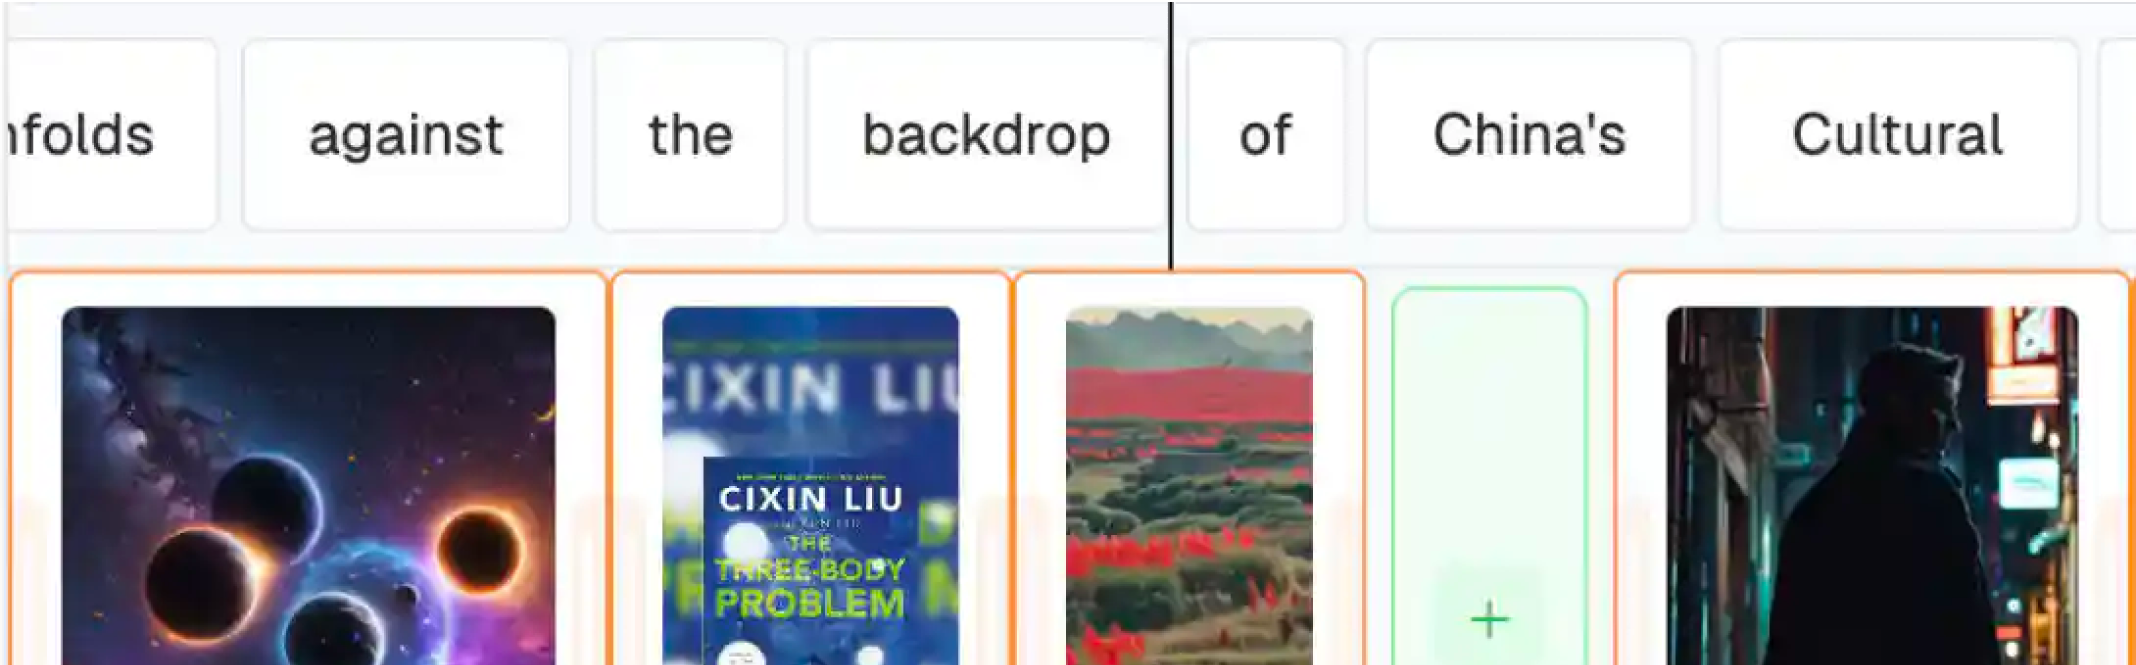 nfolds against the backdrop of China's Cultural
CIXIN LIU
CIXIN LIU
THE
THREE-BODY
PROBLEM
+